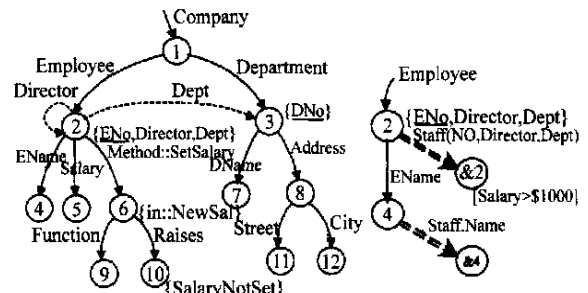 Company
1
Employee
Department
Director
Dept
Employee
2
3
{DNo}
{ENo,Director,Dept}
Method::SetSalary
2
{ENo,Director,Dept}
Staff(NO,Director,Dept)
EName
Salary
DName
Address
&2
[Salary>$1000]
EName
4
5
6
{in::NewSal}
7
8
4
Staff.Name
Function
Raises
Street
City
9
10
11
12
&4
{SalaryNotSet}